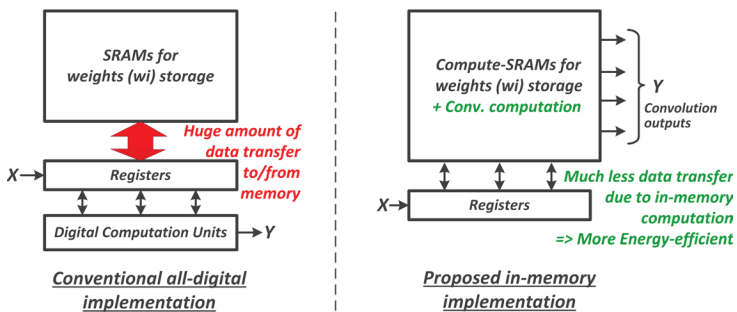 SRAMs for
weights (wi) storage
Huge amount of
data transfer
to/from
memory
X
Registers
Digital Computation Units
Y
Conventional all-digital
implementation
Compute-SRAMs for
weights (wi) storage
+ Conv. computation
Y
Convolution
outputs
Much less data transfer
due to in-memory
computation
=> More Energy-efficient
X
Registers
Proposed in-memory
implementation